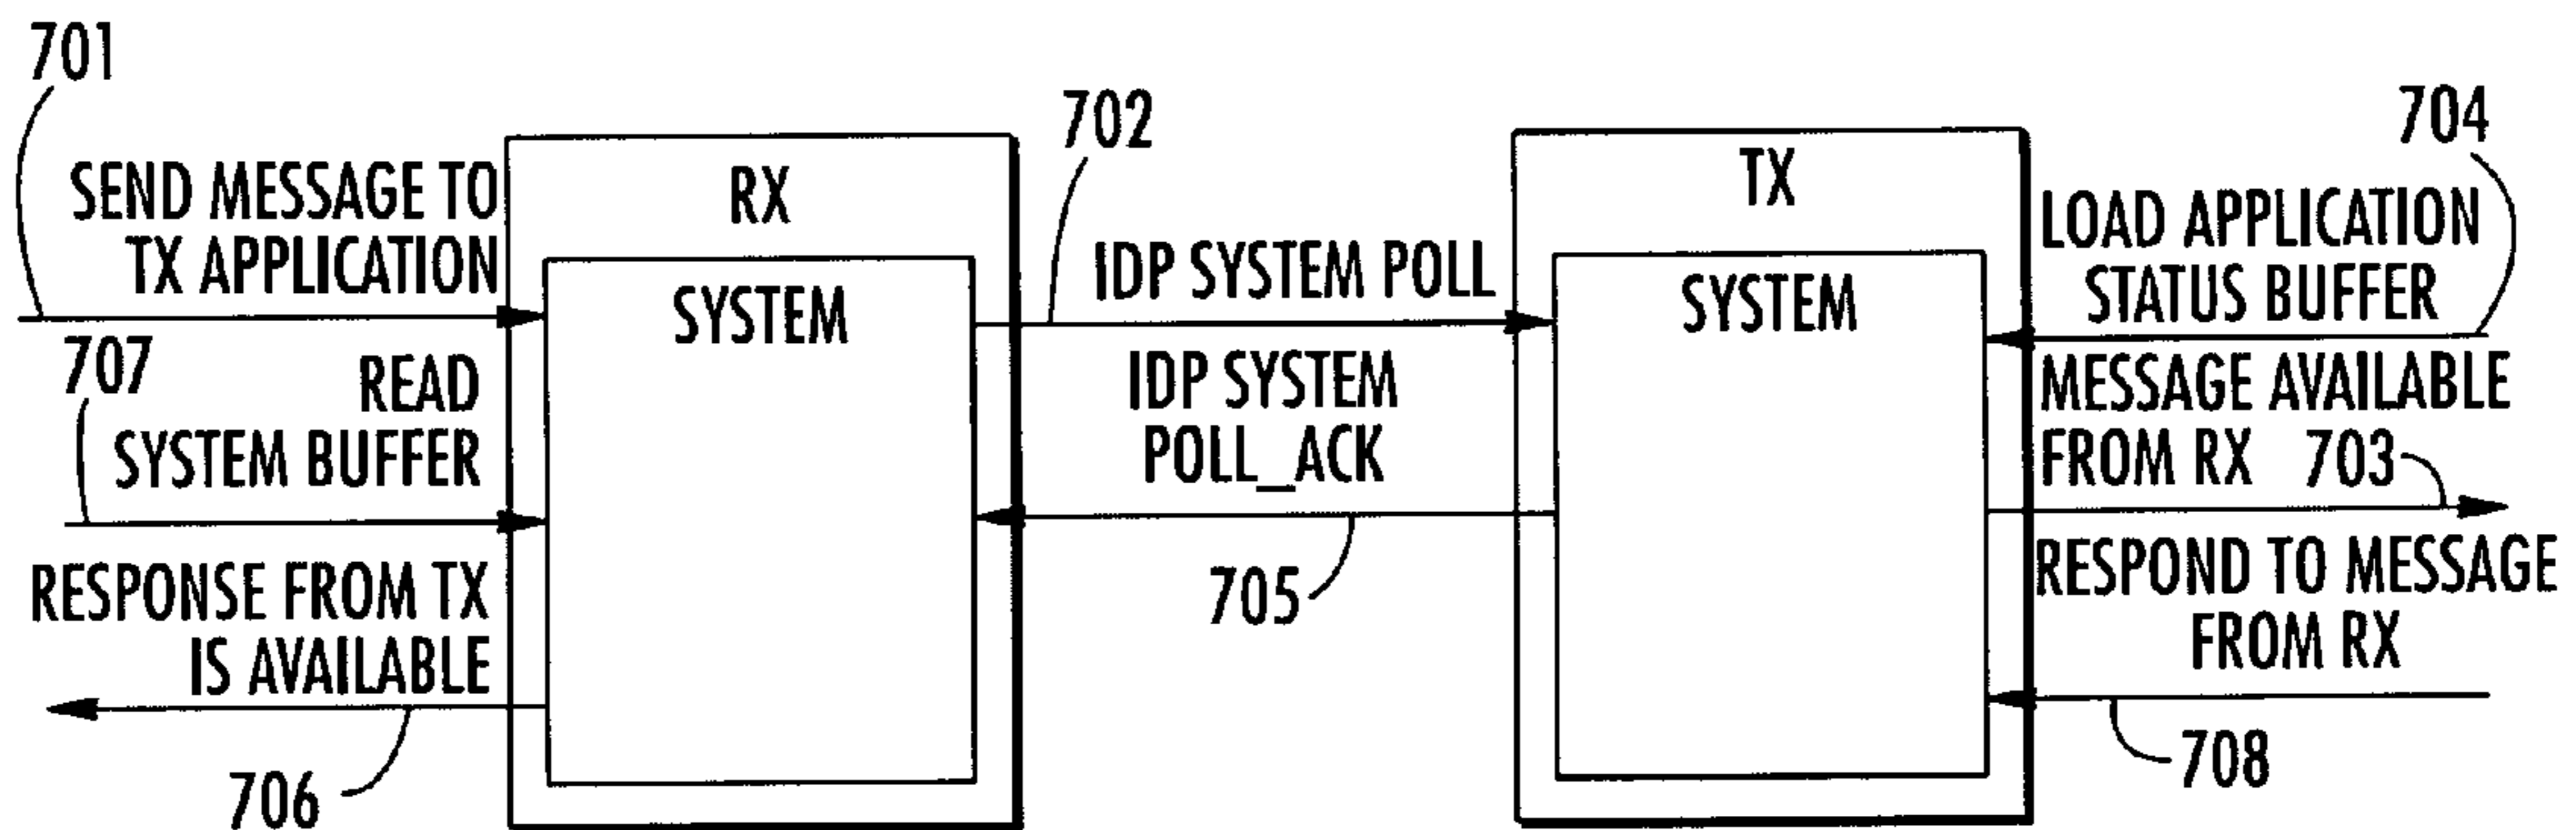 701
SEND MESSAGE TO
TX APPLICATION
707
READ
SYSTEM BUFFER
RESPONSE FROM TX
IS AVAILABLE
706
RX
SYSTEM
702
IDP SYSTEM POLL
IDP SYSTEM
POLL_ACK
705
TX
SYSTEM
704
LOAD APPLICATION
STATUS BUFFER
MESSAGE AVAILABLE
FROM RX 703
RESPOND TO MESSAGE
FROM RX
708